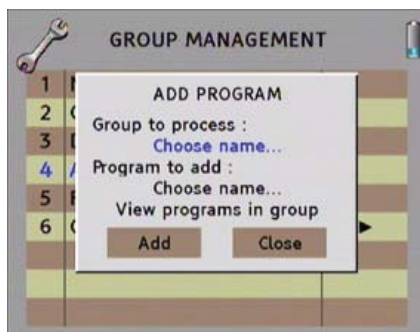 GROUP MANAGEMENT
1
ADD PROGRAM
2
Group to process :
3
Choose name...
4
Program to add :
Choose name...
5
View programs in group
6
Add
Close